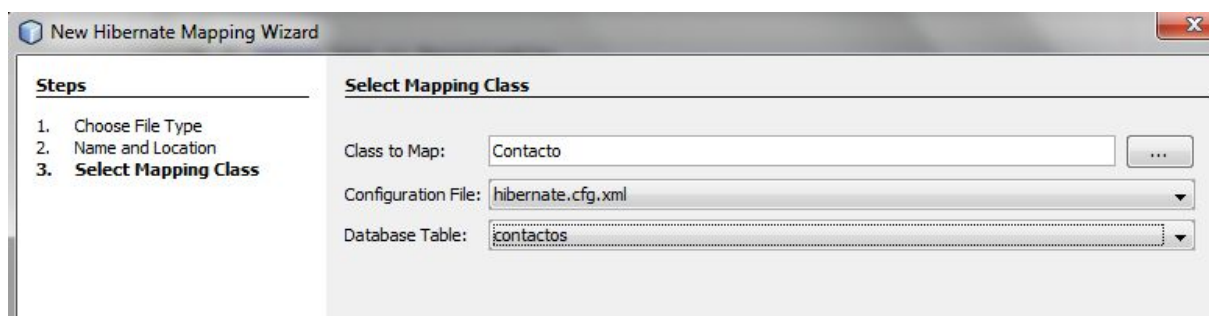 New Hibernate Mapping Wizard
Steps
1. Choose File Type
2. Name and Location
3. Select Mapping Class
Select Mapping Class
Class to Map: Contacto ...
Configuration File: hibernate.cfg.xml
Database Table: contactos